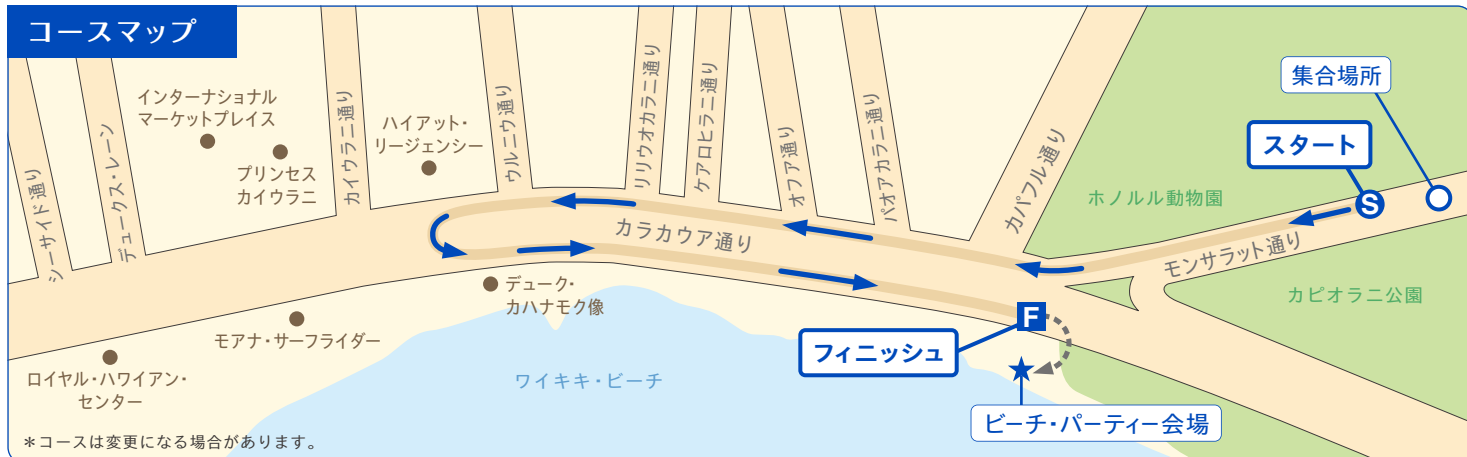 コースマップ
集合場所
スタート
S
インターナショナル
マーケットプレイス
プリンセス
カイウラニ
ハイアット・
リージェンシー
シーサイド通り
デュークス・レーン
カイウラニ通り
ウルニウ通り
リリウオカラニ通り
ケアロヒラニ通り
オフア通り
パオアカラニ通り
カパフル通り
ホノルル動物園
モンサラット通り
カラカウア通り
カピオラニ公園
デューク・
カハナモク像
モアナ・サーフライダー
F
フィニッシュ
ロイヤル・ハワイアン・
センター
ワイキキ・ビーチ
ビーチ・パーティー会場
＊コースは変更になる場合があります。